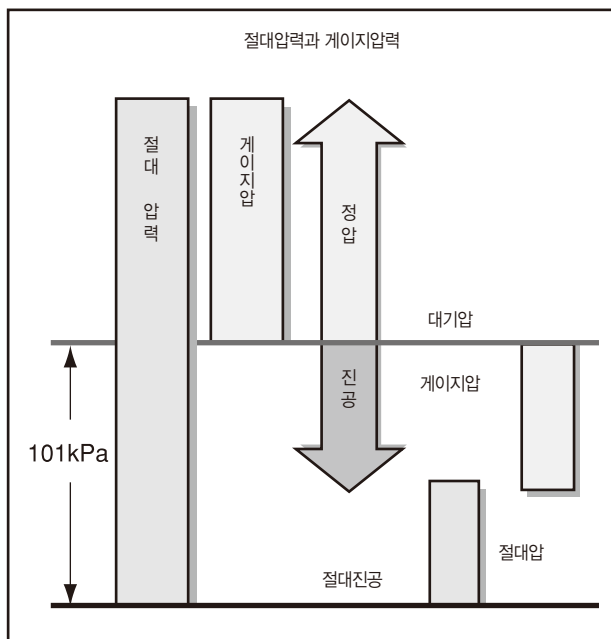 절대압력과 게이지압력
절대 압력
게이지압
정압
대기압
진공
게이지압
101kPa
절대압
절대진공